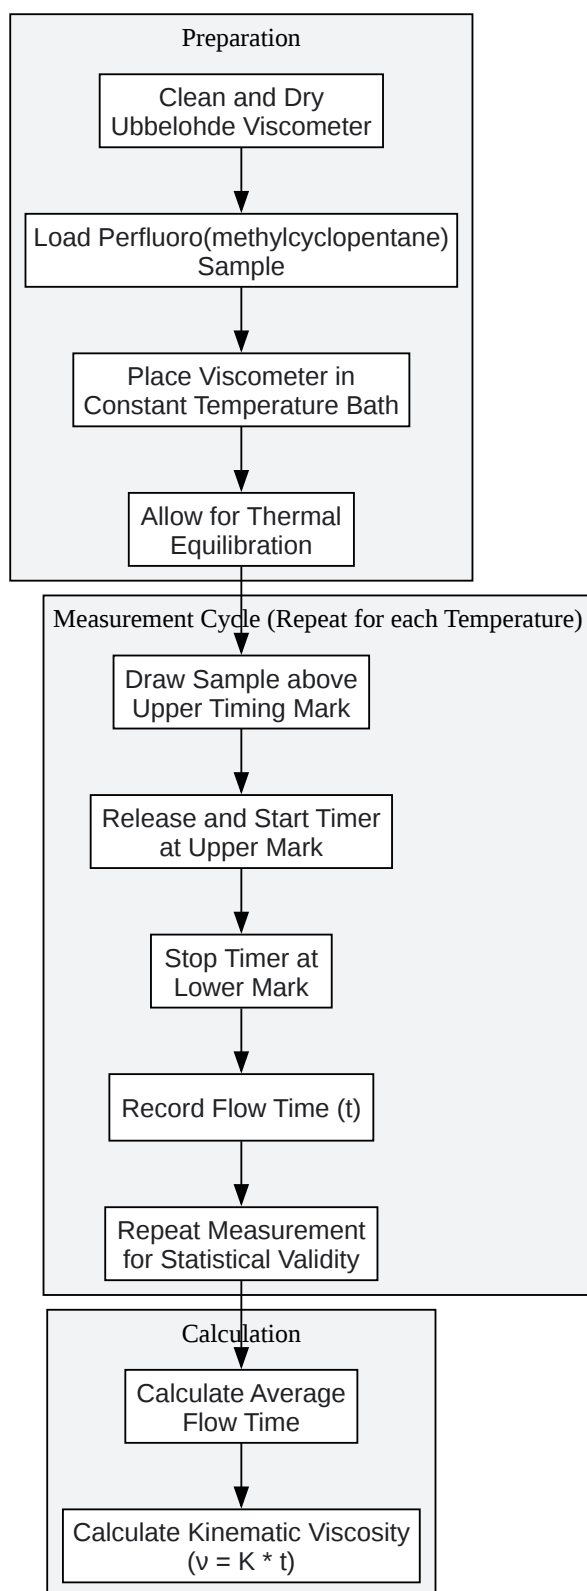 Preparation
Clean and Dry
Ubbelohde Viscometer
Load Perfluoro(methylcyclopentane)
Sample
Place Viscometer in
Constant Temperature Bath
Allow for Thermal
Equilibration
Measurement Cycle (Repeat for each Temperature)
Draw Sample above
Upper Timing Mark
Release and Start Timer
at Upper Mark
Stop Timer at
Lower Mark
Record Flow Time (t)
Repeat Measurement
for Statistical Validity
Calculation
Calculate Average
Flow Time
Calculate Kinematic Viscosity
(ν = K * t)